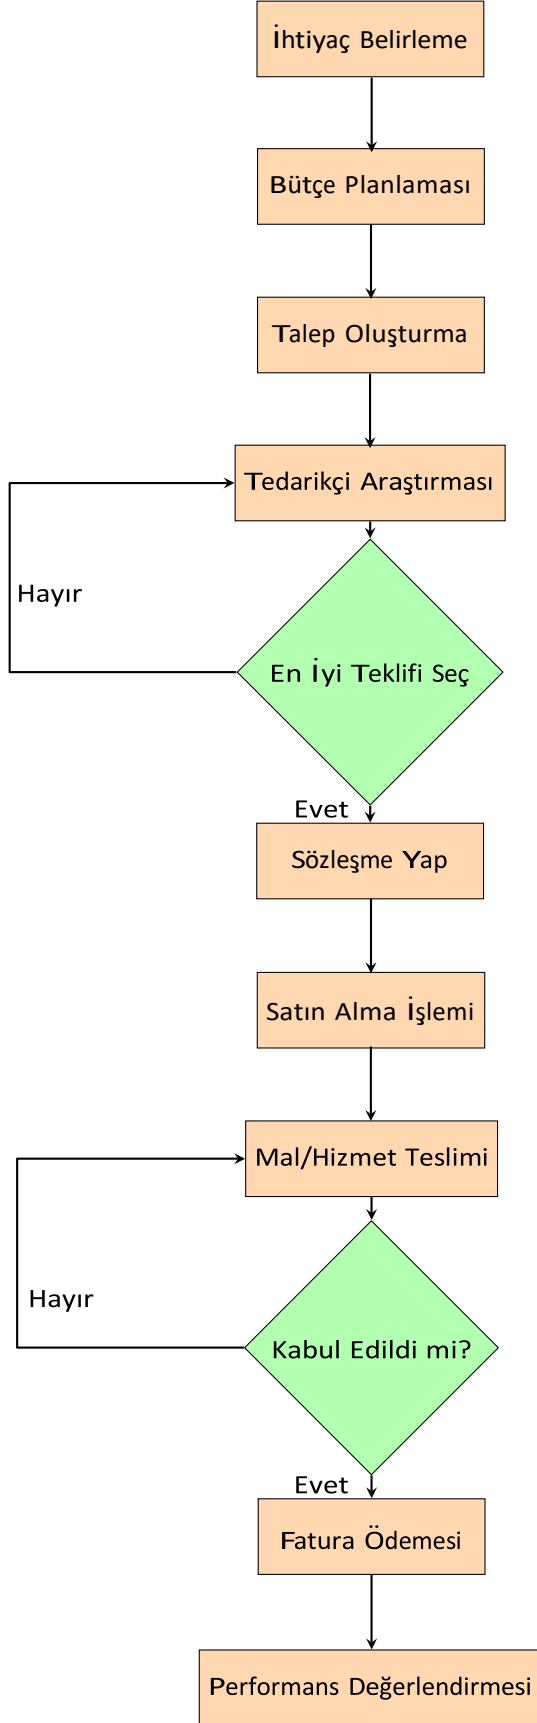 İhtiyaç Belirleme
Bütçe Planlaması
Talep Oluşturma
Tedarikçi Araştırması
Hayır
En İyi Teklifi Seç
Evet
Sözleşme Yap
Satın Alma İşlemi
Mal/Hizmet Teslimi
Hayır
Kabul Edildi mi?
Evet
Fatura Ödemesi
Performans Değerlendirmesi